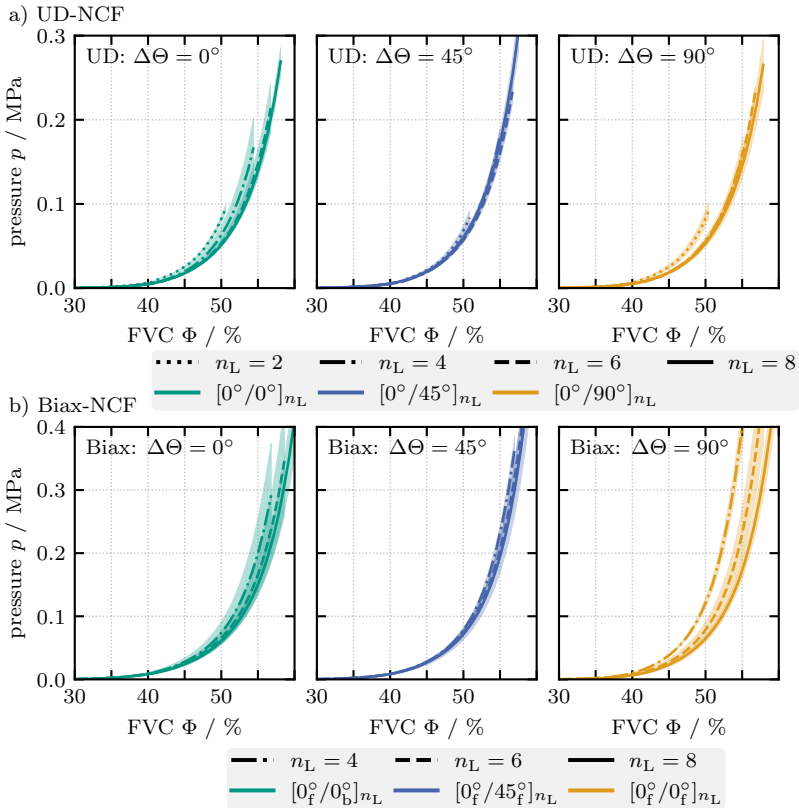 a) UD-NCF
UD: ΔΘ = 0°
UD: ΔΘ = 45°
UD: ΔΘ = 90°
0.3
0.2
0.1
0.0
pressure p / MPa
30 40 50
30 40 50
30 40 50
FVC Φ / %
FVC Φ / %
FVC Φ / %
n_L = 2 n_L = 4 n_L = 6 n_L = 8
[0°/0°]_{n_L} [0°/45°]_{n_L} [0°/90°]_{n_L}
b) Biax-NCF
Biax: ΔΘ = 0°
Biax: ΔΘ = 45°
Biax: ΔΘ = 90°
0.4
0.3
0.2
0.1
0.0
pressure p / MPa
30 40 50
30 40 50
30 40 50
FVC Φ / %
FVC Φ / %
FVC Φ / %
n_L = 4 n_L = 6 n_L = 8
[0°_f/0°_b]_{n_L} [0°_f/45°_f]_{n_L} [0°_f/0°_f]_{n_L}